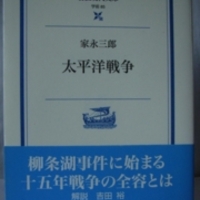 家永三郎
太平洋戦争
柳条湖事件に始まる
十五年戦争の全容とは
解説 吉田 裕